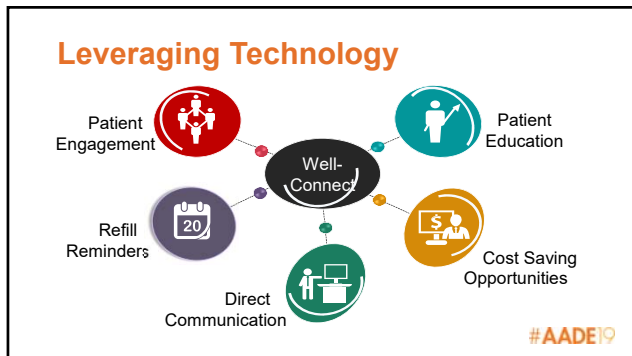 Leveraging Technology
Patient
Engagement
Patient
Education
Well-
Connect
Refill
Reminders
20
$
Cost Saving
Opportunities
Direct
Communication
#AADE19